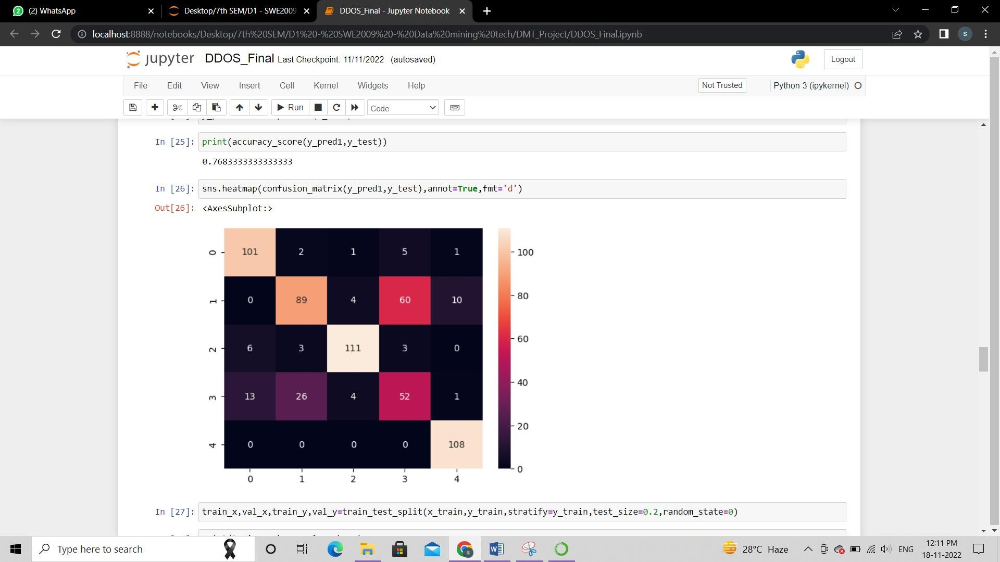 (2) WhatsApp
Desktop/7th SEM/D1 - SWE2009
DDOS_Final - Jupyter Notebook
localhost:8888/notebooks/Desktop/7th%20SEM/D1%20-%20SWE2009%20-%20Data%20mining%20tech/DMT_Project/DDOS_Final.ipynb
S
jupyter DDOS_Final Last Checkpoint: 11/11/2022 (autosaved)
Logout
File Edit View Insert Cell Kernel Widgets Help
Not Trusted
Python 3 (ipykernel)
Run
Code
In [25]: print(accuracy_score(y_pred1,y_test))
0.7683333333333333
In [26]: sns.heatmap(confusion_matrix(y_pred1,y_test),annot=True,fmt='d')
Out[26]: <AxesSubplot:>
0 101 2 1 5 1
1 0 89 4 60 10
2 6 3 111 3 0
3 13 26 4 52 1
4 0 0 0 0 108
0 1 2 3 4
100
80
60
40
20
0
In [27]: train_x,val_x,train_y,val_y=train_test_split(x_train,y_train,stratify=y_train,test_size=0.2,random_state=0)
Type here to search
28°C Haze
ENG
12:11 PM
18-11-2022